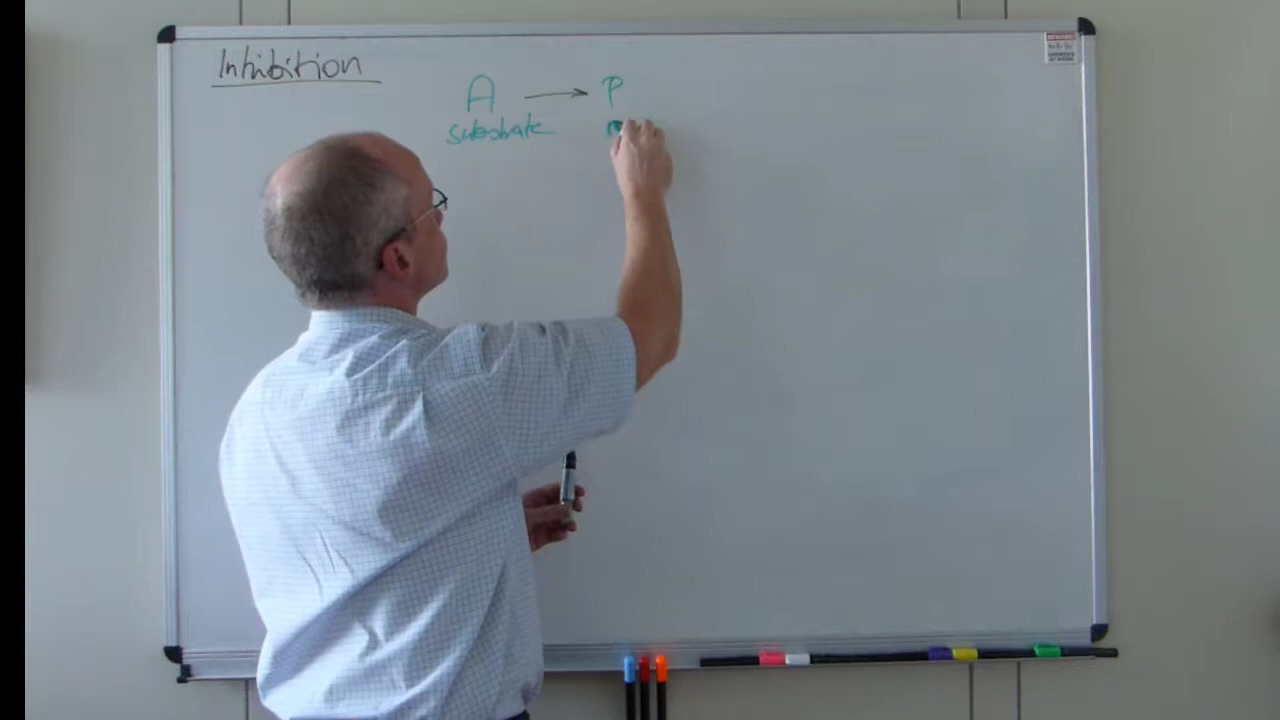 Inhibition
A → P
substrate